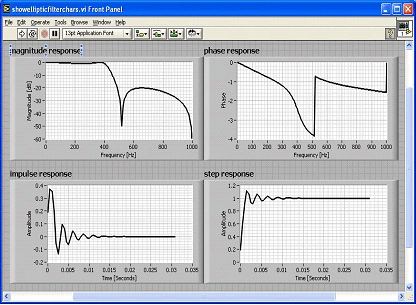 showellipticfilterchars.vi Front Panel
File Edit Operate Tools Browse Window Help
13pt Application Font
magnitude response
0
-10
-20
-30
-40
-50
-60
Magnitude [dB]
0 200 400 600 800 1000
Frequency [Hz]
phase response
0
-1
-2
-3
-4
Phase
0 100 200 300 400 500 600 700 800 900 1000
Frequency [Hz]
impulse response
0.4
0.3
0.2
0.1
0
-0.1
-0.2
Amplitude
0 0.005 0.01 0.015 0.02 0.025 0.03 0.035
Time [Seconds]
step response
1.2
1
0.8
0.6
0.4
0.2
0
Amplitude
0 0.005 0.01 0.015 0.02 0.025 0.03 0.035
Time [Seconds]